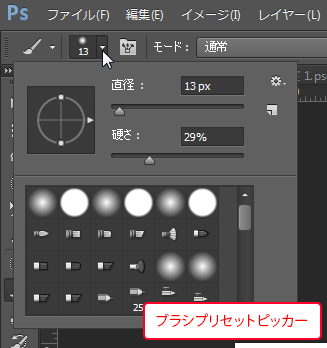 Ps ファイル(F) 編集(E) イメージ(I) レイヤー(L)
13 モード： 通常
1.ps
直径： 13 px
硬さ： 29%
25
ブラシプリセットピッカー